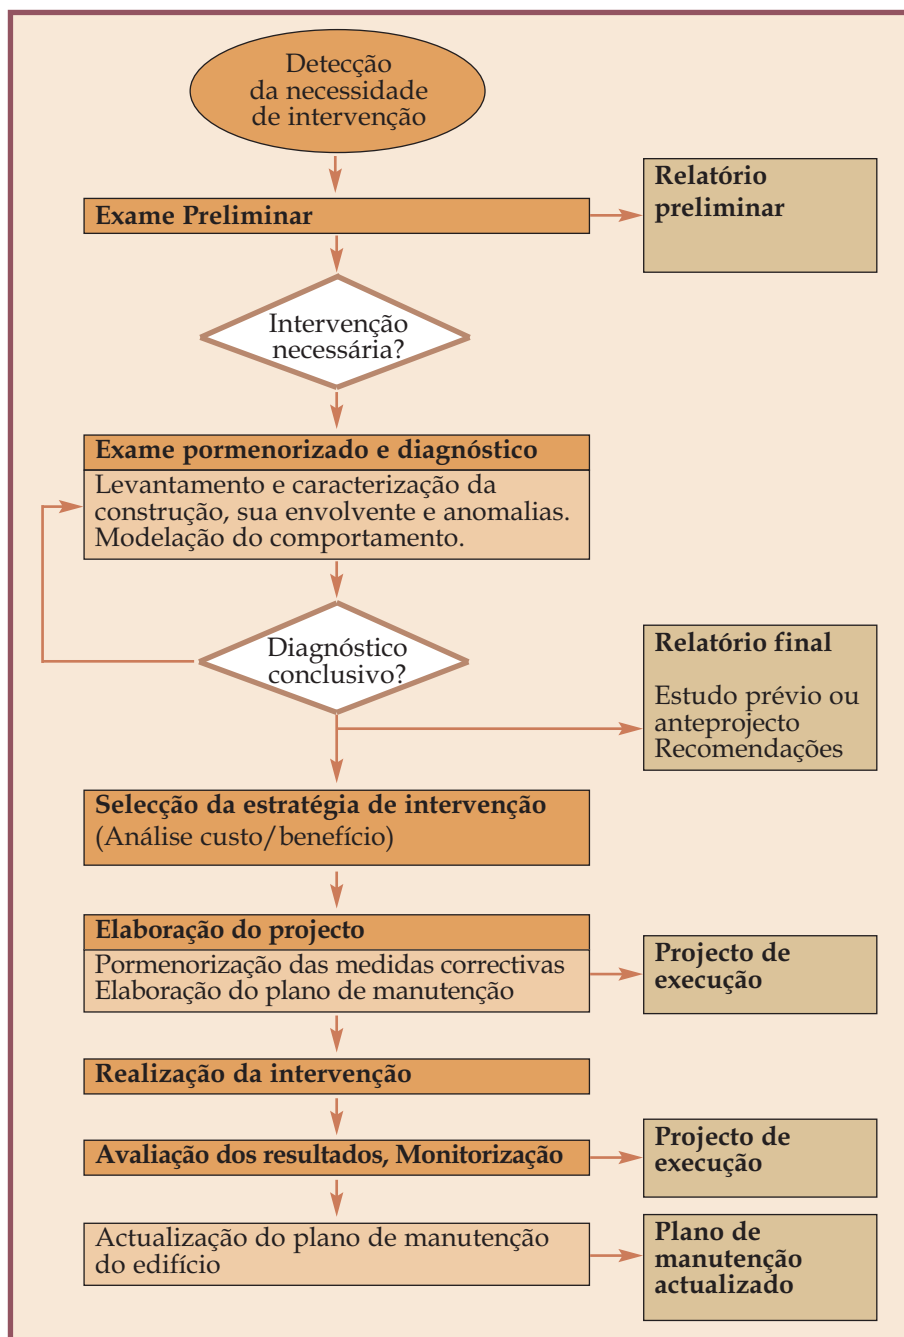 Detecção
da necessidade
de intervenção
Exame Preliminar
Relatório
preliminar
Intervenção
necessária?
Exame pormenorizado e diagnóstico
Levantamento e caracterização da
construção, sua envolvente e anomalias.
Modelação do comportamento.
Diagnóstico
conclusivo?
Relatório final
Estudo prévio ou
anteprojecto
Recomendações
Selecção da estratégia de intervenção
(Análise custo/benefício)
Elaboração do projecto
Pormenorização das medidas correctivas
Elaboração do plano de manutenção
Projecto de
execução
Realização da intervenção
Avaliação dos resultados, Monitorização
Projecto de
execução
Actualização do plano de manutenção
do edifício
Plano de
manutenção
actualizado